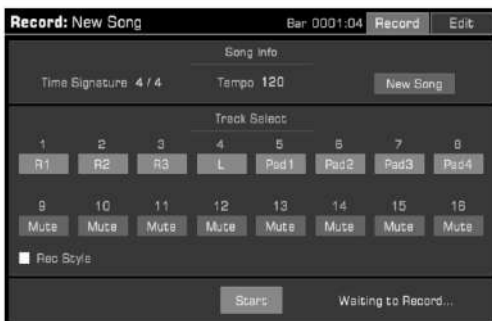 Record: New Song Bar 0001:04 Record Edit
Song Info
Time Signature 4 / 4 Tempo 120 New Song
Track Select
1 2 3 4 5 6 7 8
R1 R2 R3 L Pad1 Pad2 Pad3 Pad4
9 10 11 12 13 14 15 16
Mute Mute Mute Mute Mute Mute Mute Mute
Rec Style
Start Waiting to Record...